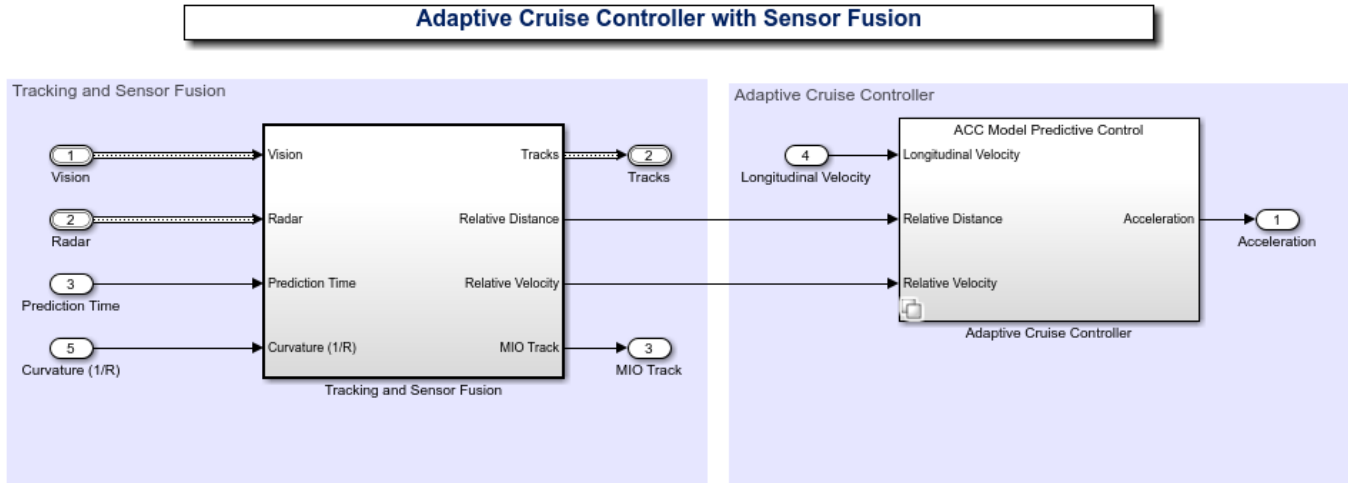 Adaptive Cruise Controller with Sensor Fusion
Tracking and Sensor Fusion
1
Vision
2
Radar
3
Prediction Time
5
Curvature (1/R)
Vision
Radar
Prediction Time
Curvature (1/R)
Tracks
Relative Distance
Relative Velocity
MIO Track
Tracking and Sensor Fusion
2
Tracks
3
MIO Track
Adaptive Cruise Controller
4
Longitudinal Velocity
ACC Model Predictive Control
Longitudinal Velocity
Relative Distance
Relative Velocity
Acceleration
Adaptive Cruise Controller
1
Acceleration